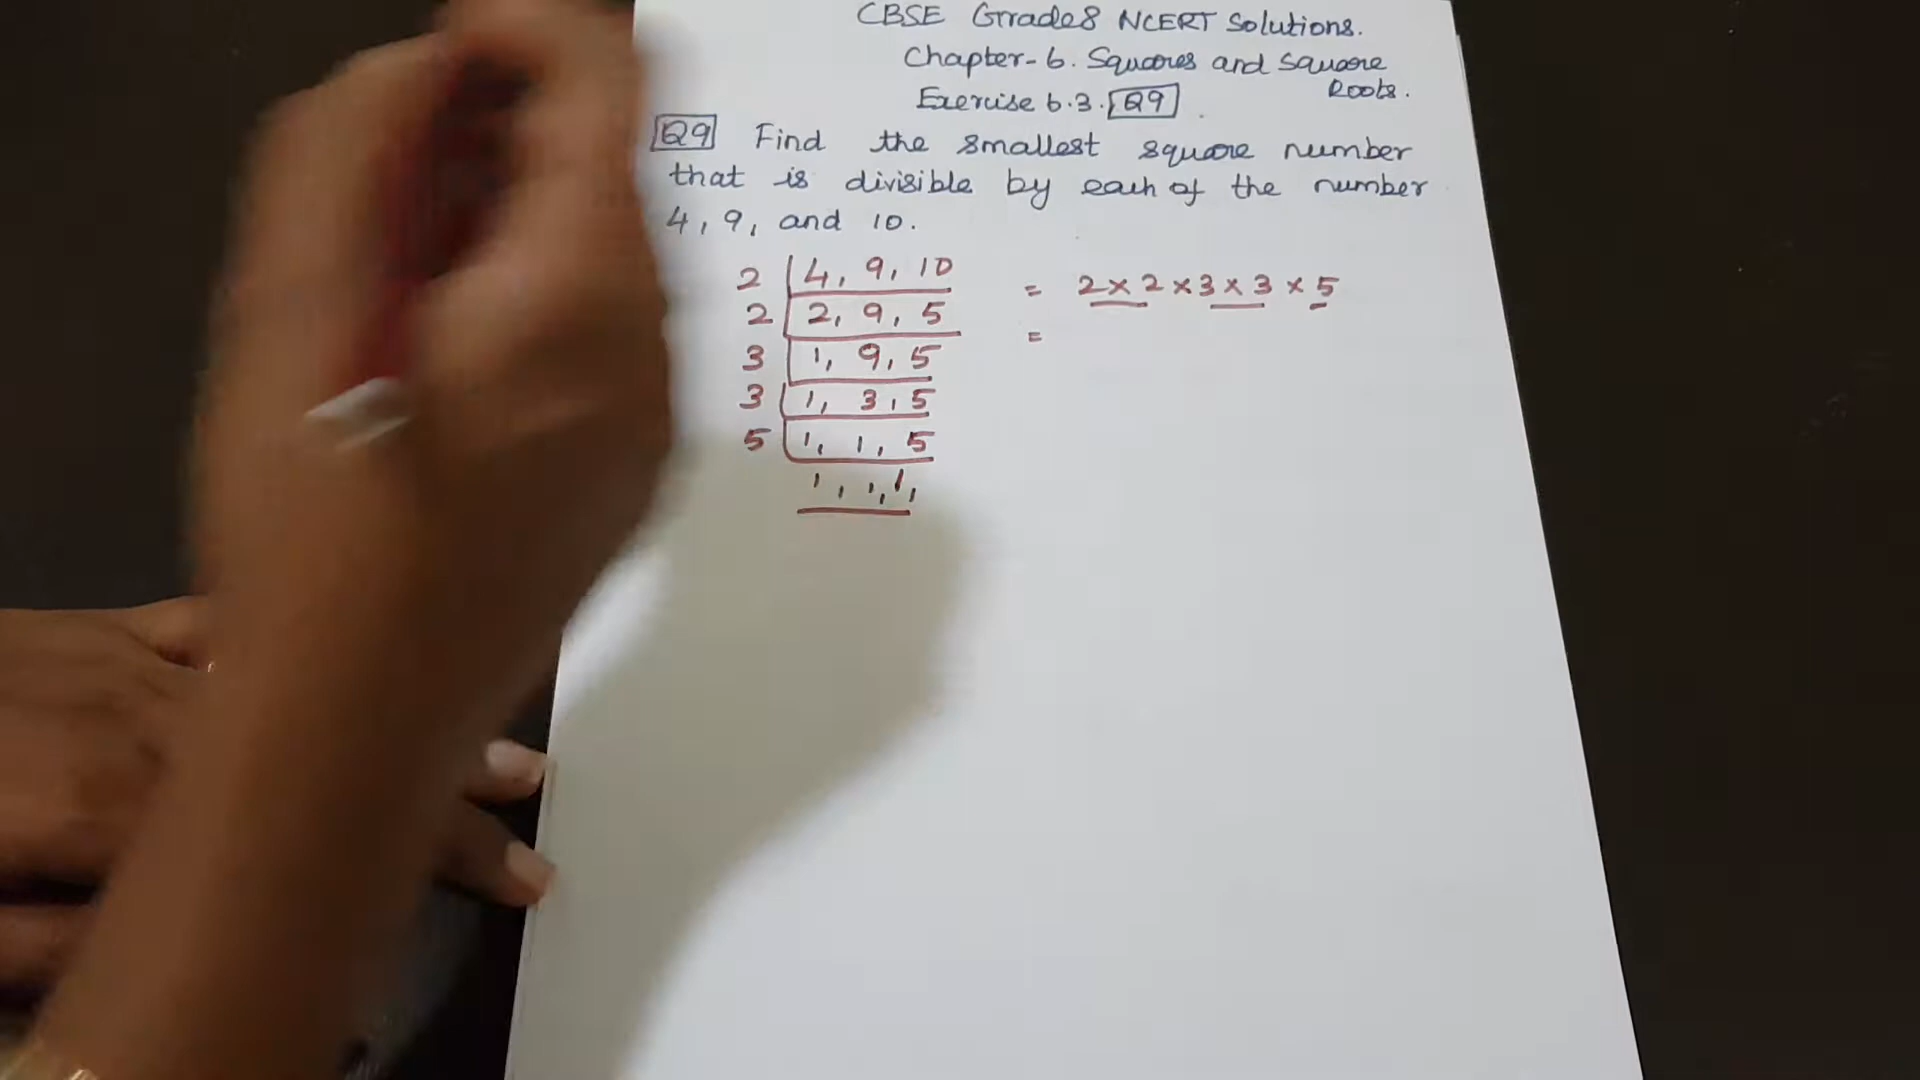 CBSE Grade8 NCERT Solutions.
Chapter-6. Squares and Square
Roots.
Exercise 6.3. Q9
Q9 Find the smallest square number
that is divisible by each of the number
4, 9, and 10.
2 4, 9, 10 = 2×2×3×3×5
2 2, 9, 5 =
3 1, 9, 5
3 1, 3, 5
5 1, 1, 5
1, 1, 1,